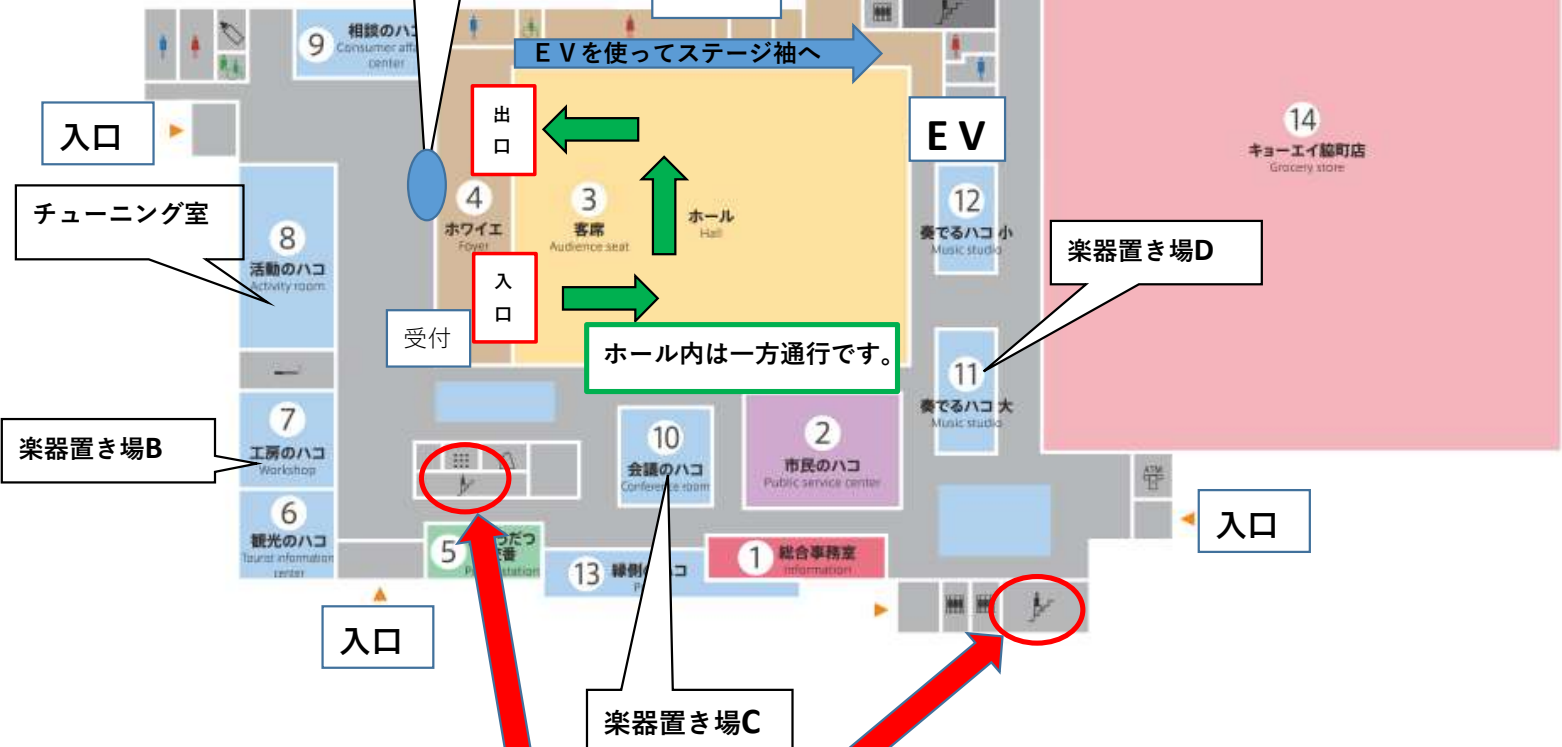 9
相談のハコ
Consumer affairs
center
EVを使ってステージ袖へ
入口
出
口
EV
14
キョーエイ脇町店
Grocery store
チューニング室
8
活動のハコ
Activity room
4
ホワイエ
Foyer
3
客席
Audience seat
ホール
Hall
12
奏でるハコ 小
Music studio
楽器置き場D
入
口
受付
ホール内は一方通行です。
11
奏でるハコ 大
Music studio
楽器置き場B
7
工房のハコ
Workshop
10
会議のハコ
Conference room
2
市民のハコ
Public service center
ATM
6
観光のハコ
Tourist information
center
5
13
1
総合事務室
Information
入口
入口
楽器置き場C